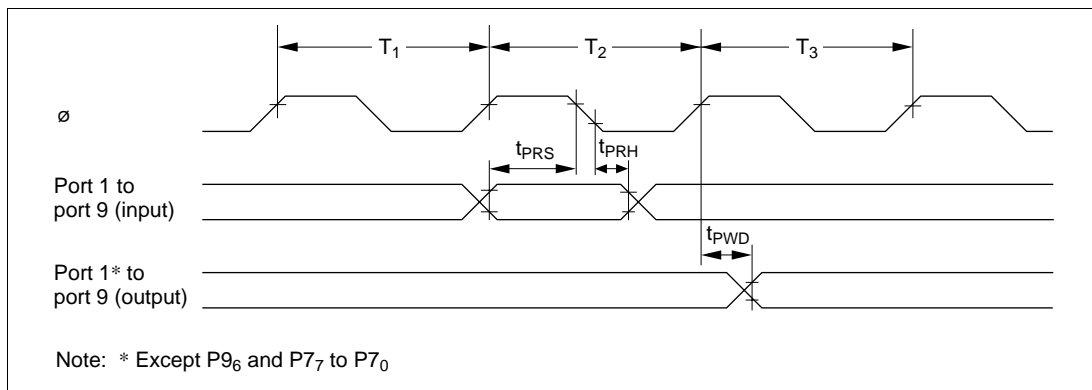 T₁ T₂ T₃
ø
tPRS tPRH
Port 1 to
port 9 (input)
tPWD
Port 1* to
port 9 (output)
Note: * Except P9₆ and P7₇ to P7₀